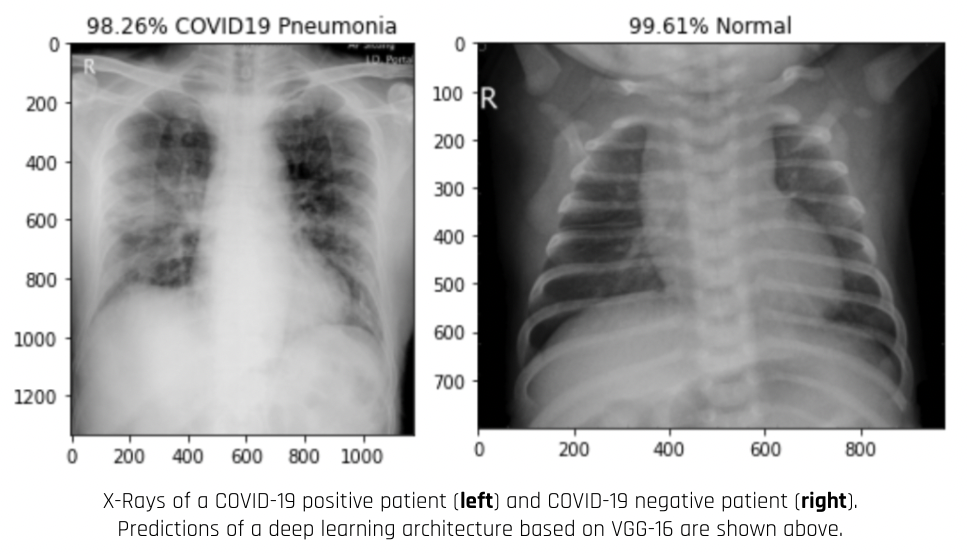 98.26% COVID19 Pneumonia
99.61% Normal
0
200
400
600
800
1000
1200
0 200 400 600 800 1000
R
0
100
200
300
400
500
600
700
0 200 400 600 800
R
X-Rays of a COVID-19 positive patient (left) and COVID-19 negative patient (right).
Predictions of a deep learning architecture based on VGG-16 are shown above.